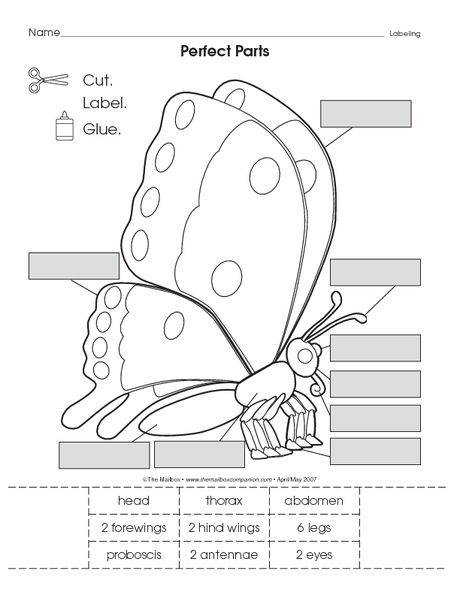 Name Labeling
Perfect Parts
Cut.
Label.
Glue.
©The Mailbox • www.themailboxcompanion.com • April/May 2007
head thorax abdomen
2 forewings 2 hind wings 6 legs
proboscis 2 antennae 2 eyes